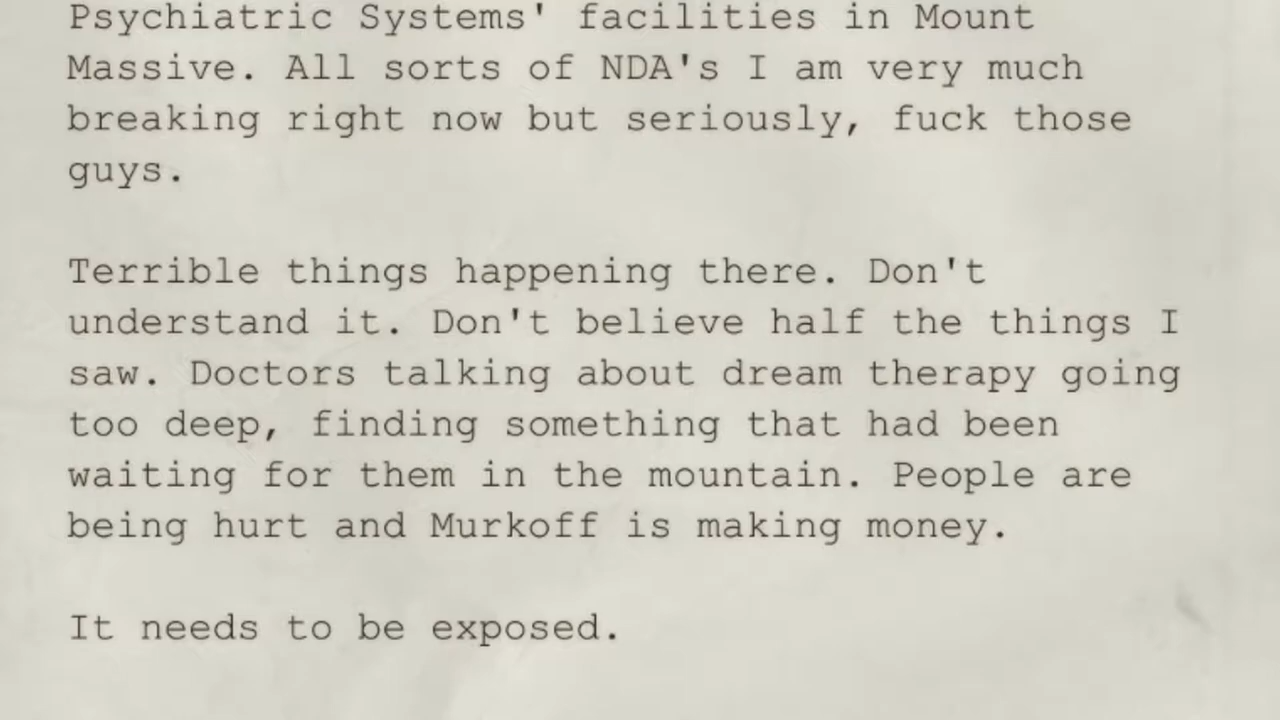 Psychiatric Systems' facilities in Mount
Massive. All sorts of NDA's I am very much
breaking right now but seriously, fuck those
guys.
Terrible things happening there. Don't
understand it. Don't believe half the things I
saw. Doctors talking about dream therapy going
too deep, finding something that had been
waiting for them in the mountain. People are
being hurt and Murkoff is making money.
It needs to be exposed.